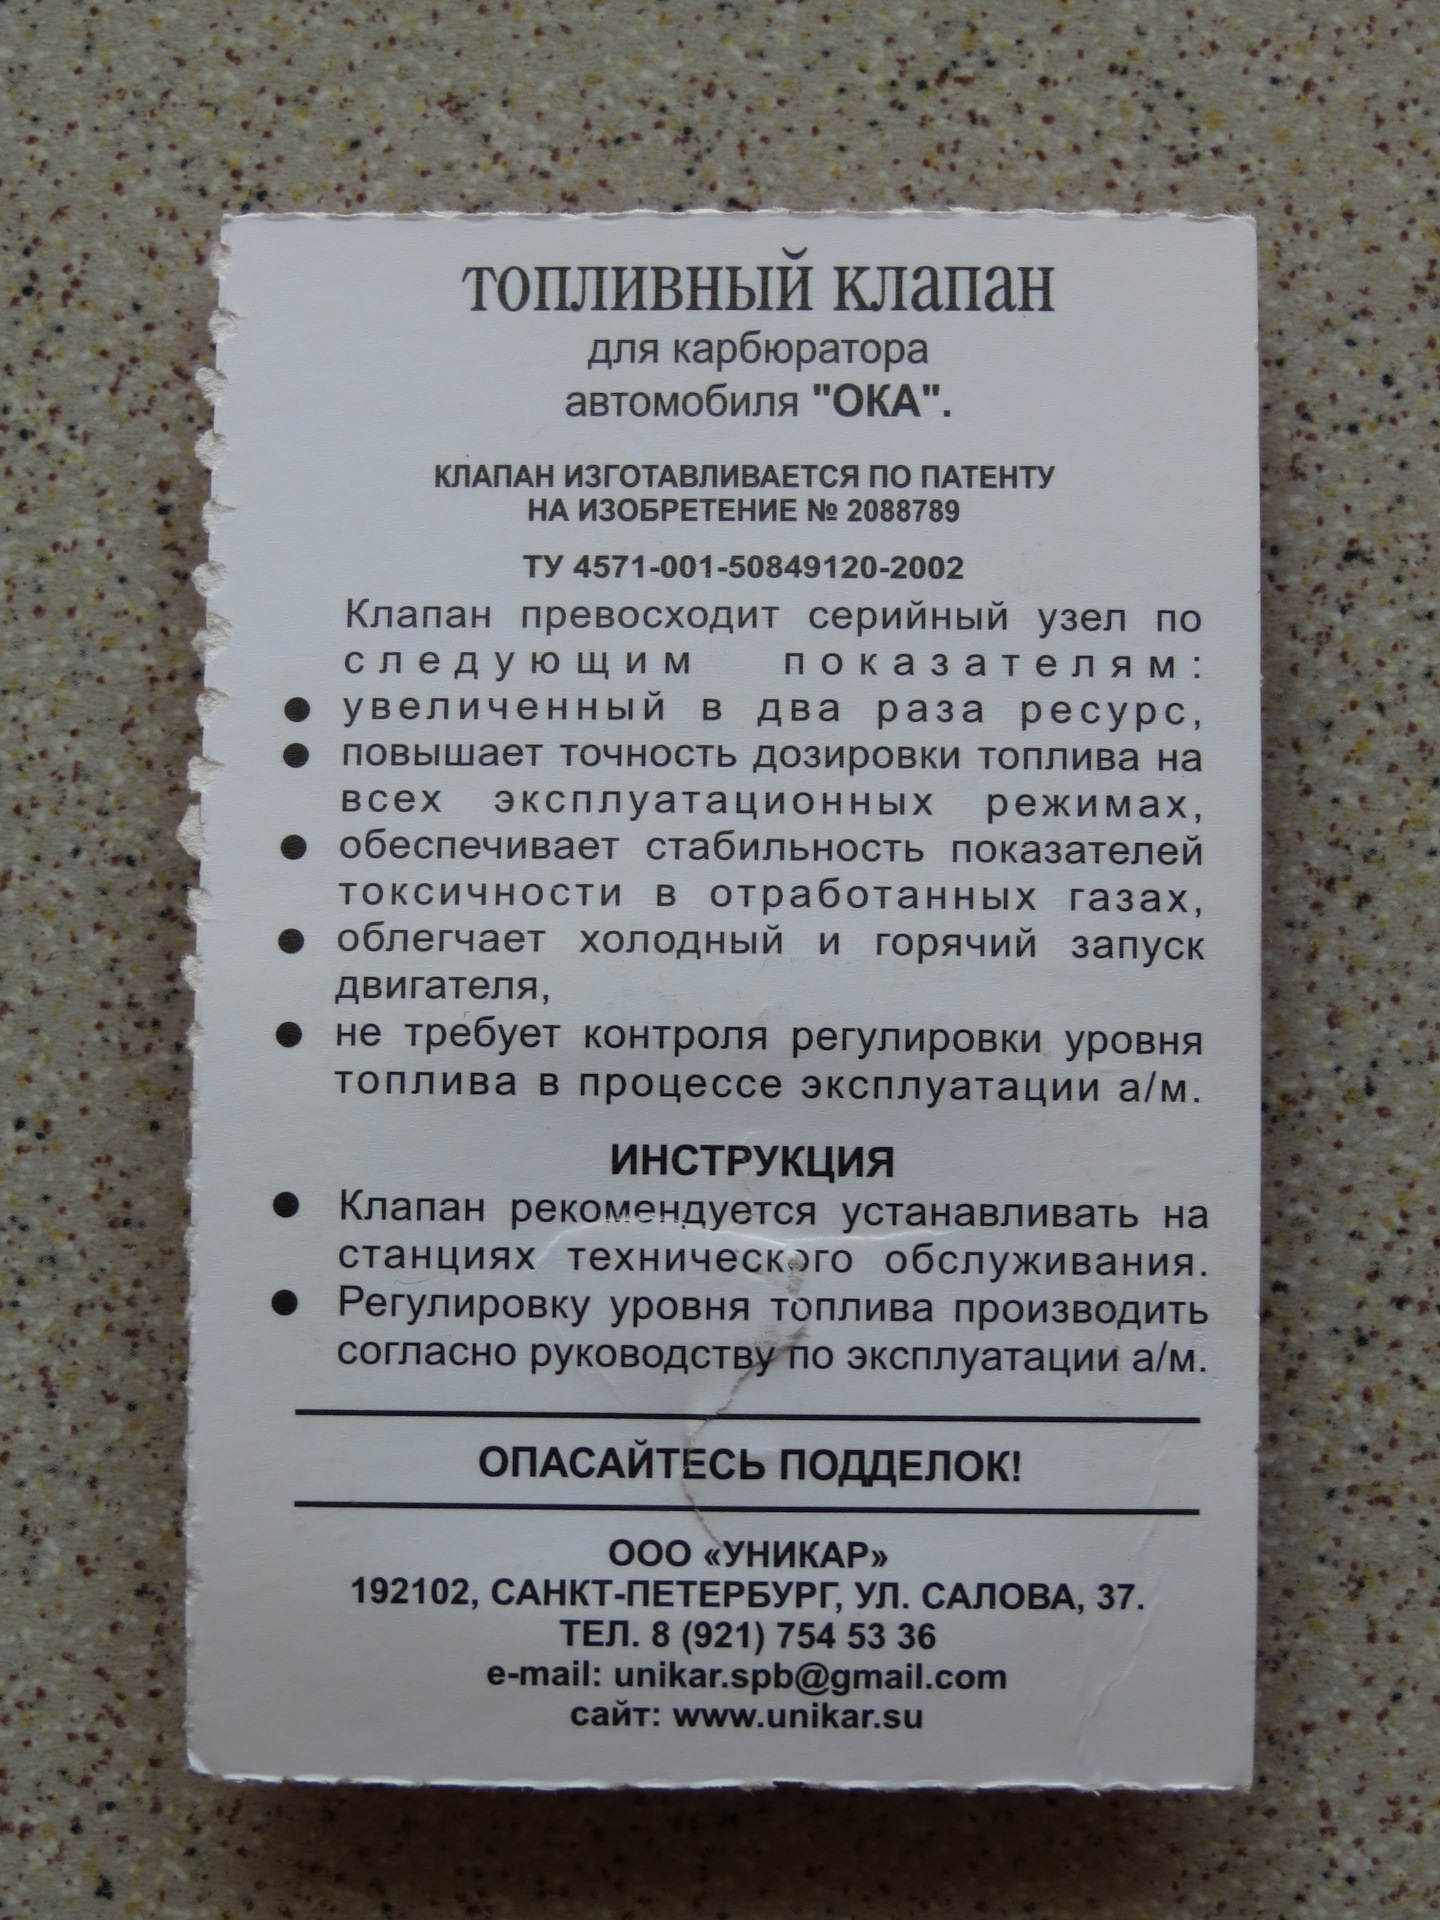 топливный клапан
для карбюратора
автомобиля "ОКА".
КЛАПАН ИЗГОТАВЛИВАЕТСЯ ПО ПАТЕНТУ
НА ИЗОБРЕТЕНИЕ № 2088789
ТУ 4571-001-50849120-2002
Клапан превосходит серийный узел по
следующим показателям:
● увеличенный в два раза ресурс,
● повышает точность дозировки топлива на
всех эксплуатационных режимах,
● обеспечивает стабильность показателей
токсичности в отработанных газах,
● облегчает холодный и горячий запуск
двигателя,
● не требует контроля регулировки уровня
топлива в процессе эксплуатации а/м.
ИНСТРУКЦИЯ
● Клапан рекомендуется устанавливать на
станциях технического обслуживания.
● Регулировку уровня топлива производить
согласно руководству по эксплуатации а/м.
ОПАСАЙТЕСЬ ПОДДЕЛОК!
ООО «УНИКАР»
192102, САНКТ-ПЕТЕРБУРГ, УЛ. САЛОВА, 37.
ТЕЛ. 8 (921) 754 53 36
e-mail: unikar.spb@gmail.com
сайт: www.unikar.su